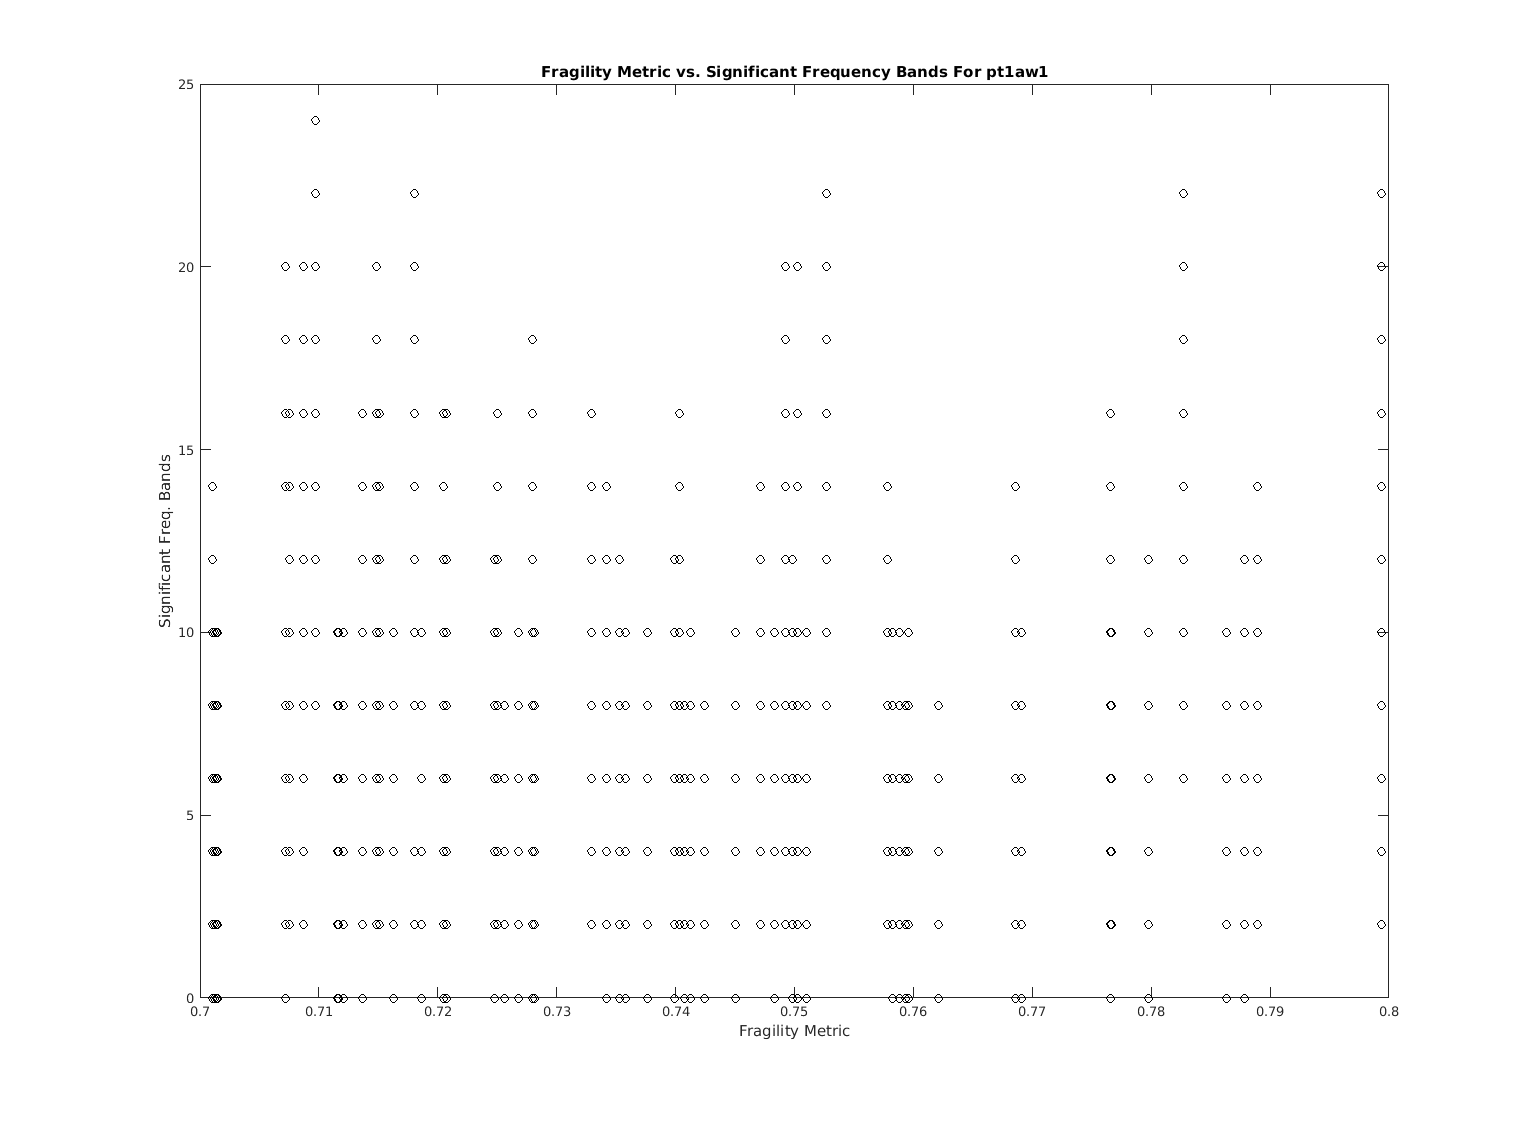 Fragility Metric vs. Significant Frequency Bands For pt1aw1
25
20
15
10
5
0
Significant Freq. Bands
0.7 0.71 0.72 0.73 0.74 0.75 0.76 0.77 0.78 0.79 0.8
Fragility Metric